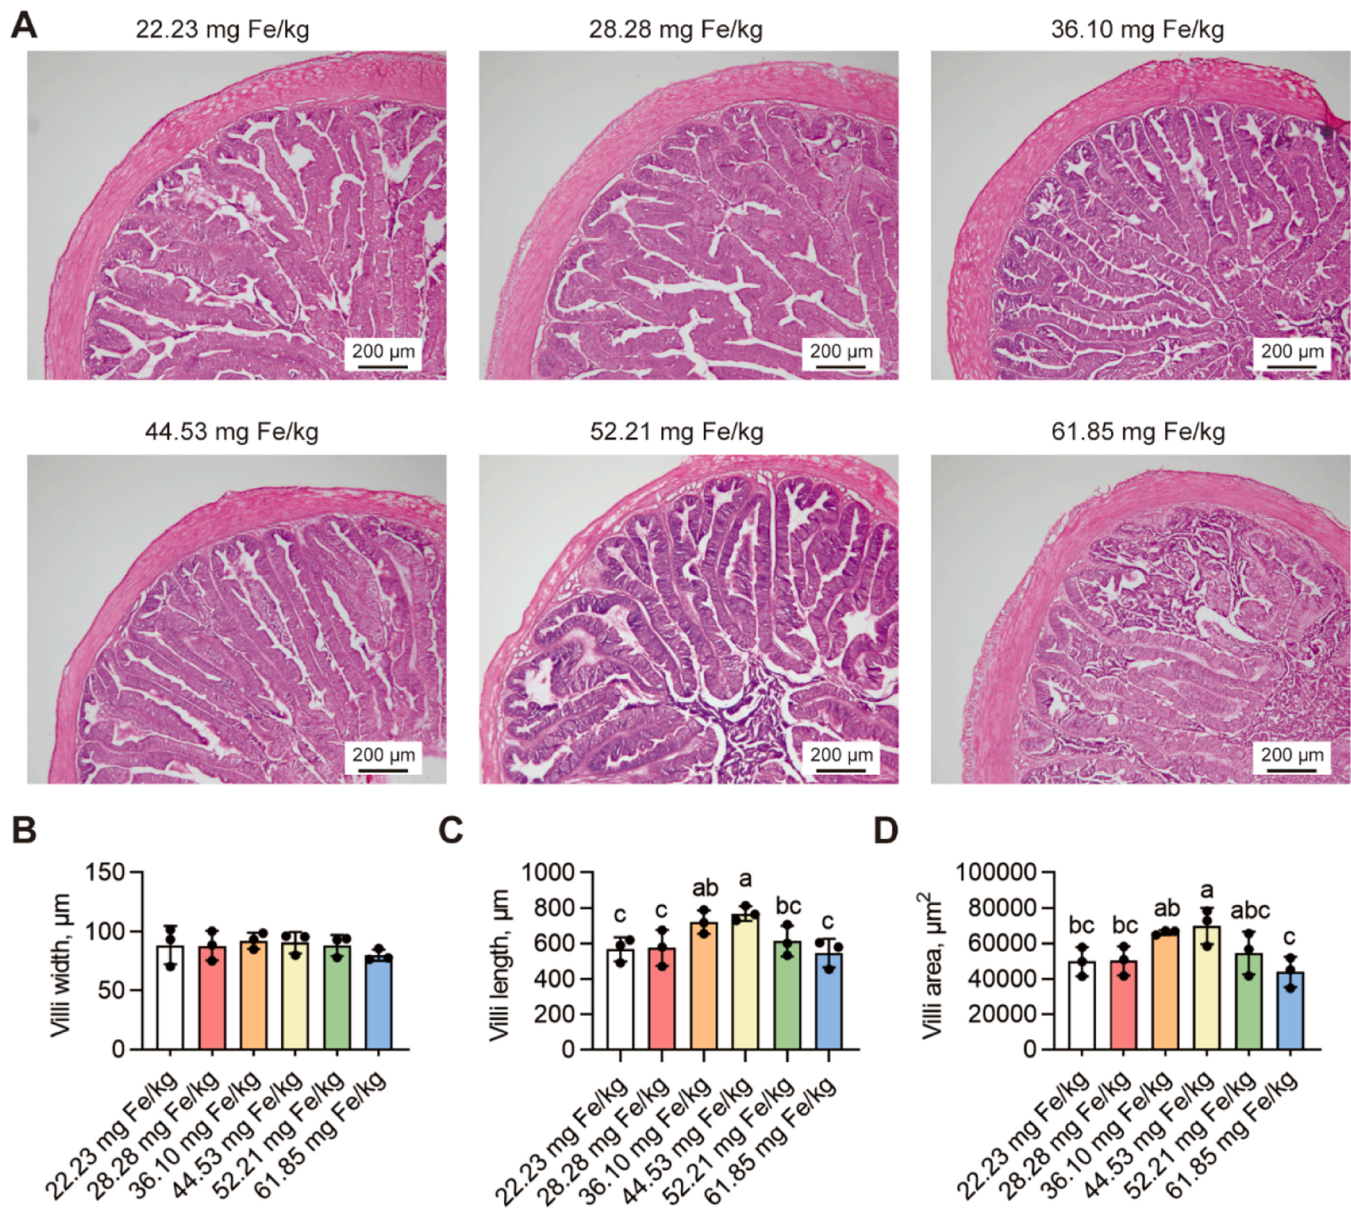 A
22.23 mg Fe/kg
28.28 mg Fe/kg
36.10 mg Fe/kg
200 µm
200 µm
200 µm
44.53 mg Fe/kg
52.21 mg Fe/kg
61.85 mg Fe/kg
200 µm
200 µm
200 µm
B
Villi width, µm
150
100
50
0
22.23 mg Fe/kg
28.28 mg Fe/kg
36.10 mg Fe/kg
44.53 mg Fe/kg
52.21 mg Fe/kg
61.85 mg Fe/kg
C
Villi length, µm
1000
800
600
400
200
0
c
c
ab
a
bc
c
22.23 mg Fe/kg
28.28 mg Fe/kg
36.10 mg Fe/kg
44.53 mg Fe/kg
52.21 mg Fe/kg
61.85 mg Fe/kg
D
Villi area, µm²
100000
80000
60000
40000
20000
0
bc
bc
ab
a
abc
c
22.23 mg Fe/kg
28.28 mg Fe/kg
36.10 mg Fe/kg
44.53 mg Fe/kg
52.21 mg Fe/kg
61.85 mg Fe/kg